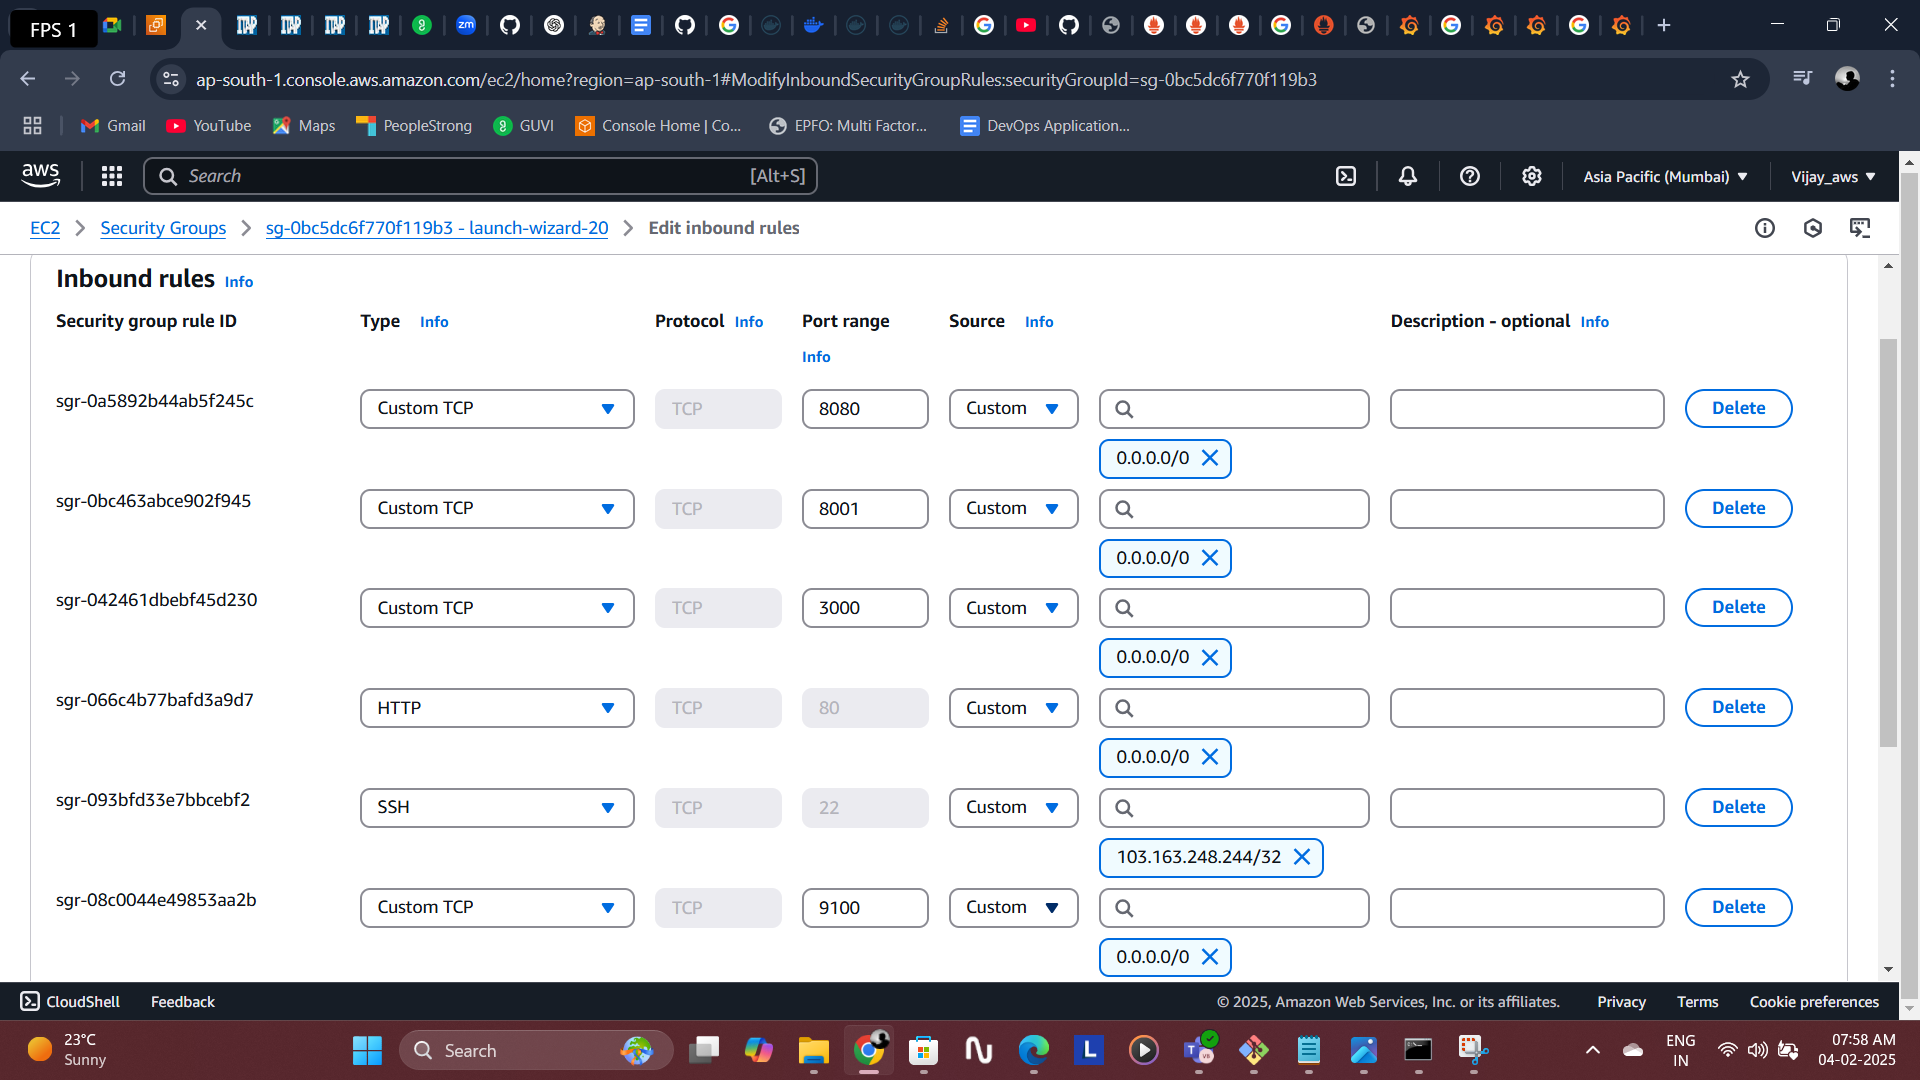 FPS 1
ap-south-1.console.aws.amazon.com/ec2/home?region=ap-south-1#ModifyInboundSecurityGroupRules:securityGroupId=sg-0bc5dc6f770f119b3
Gmail YouTube Maps PeopleStrong GUVI Console Home | Co... EPFO: Multi Factor... DevOps Application...
aws Search [Alt+S] Asia Pacific (Mumbai) Vijay_aws
EC2 Security Groups sg-0bc5dc6f770f119b3 - launch-wizard-20 Edit inbound rules
Inbound rules Info
Security group rule ID Type Info Protocol Info Port range Info Source Info Description - optional Info
sgr-0a5892b44ab5f245c Custom TCP TCP 8080 Custom Delete
0.0.0.0/0
sgr-0bc463abce902f945 Custom TCP TCP 8001 Custom Delete
0.0.0.0/0
sgr-042461dbebf45d230 Custom TCP TCP 3000 Custom Delete
0.0.0.0/0
sgr-066c4b77bafd3a9d7 HTTP TCP 80 Custom Delete
0.0.0.0/0
sgr-093bfd33e7bbcebf2 SSH TCP 22 Custom Delete
103.163.248.244/32
sgr-08c0044e49853aa2b Custom TCP TCP 9100 Custom Delete
0.0.0.0/0
CloudShell Feedback © 2025, Amazon Web Services, Inc. or its affiliates. Privacy Terms Cookie preferences
23°C
Sunny
Search
ENG
IN
07:58 AM
04-02-2025